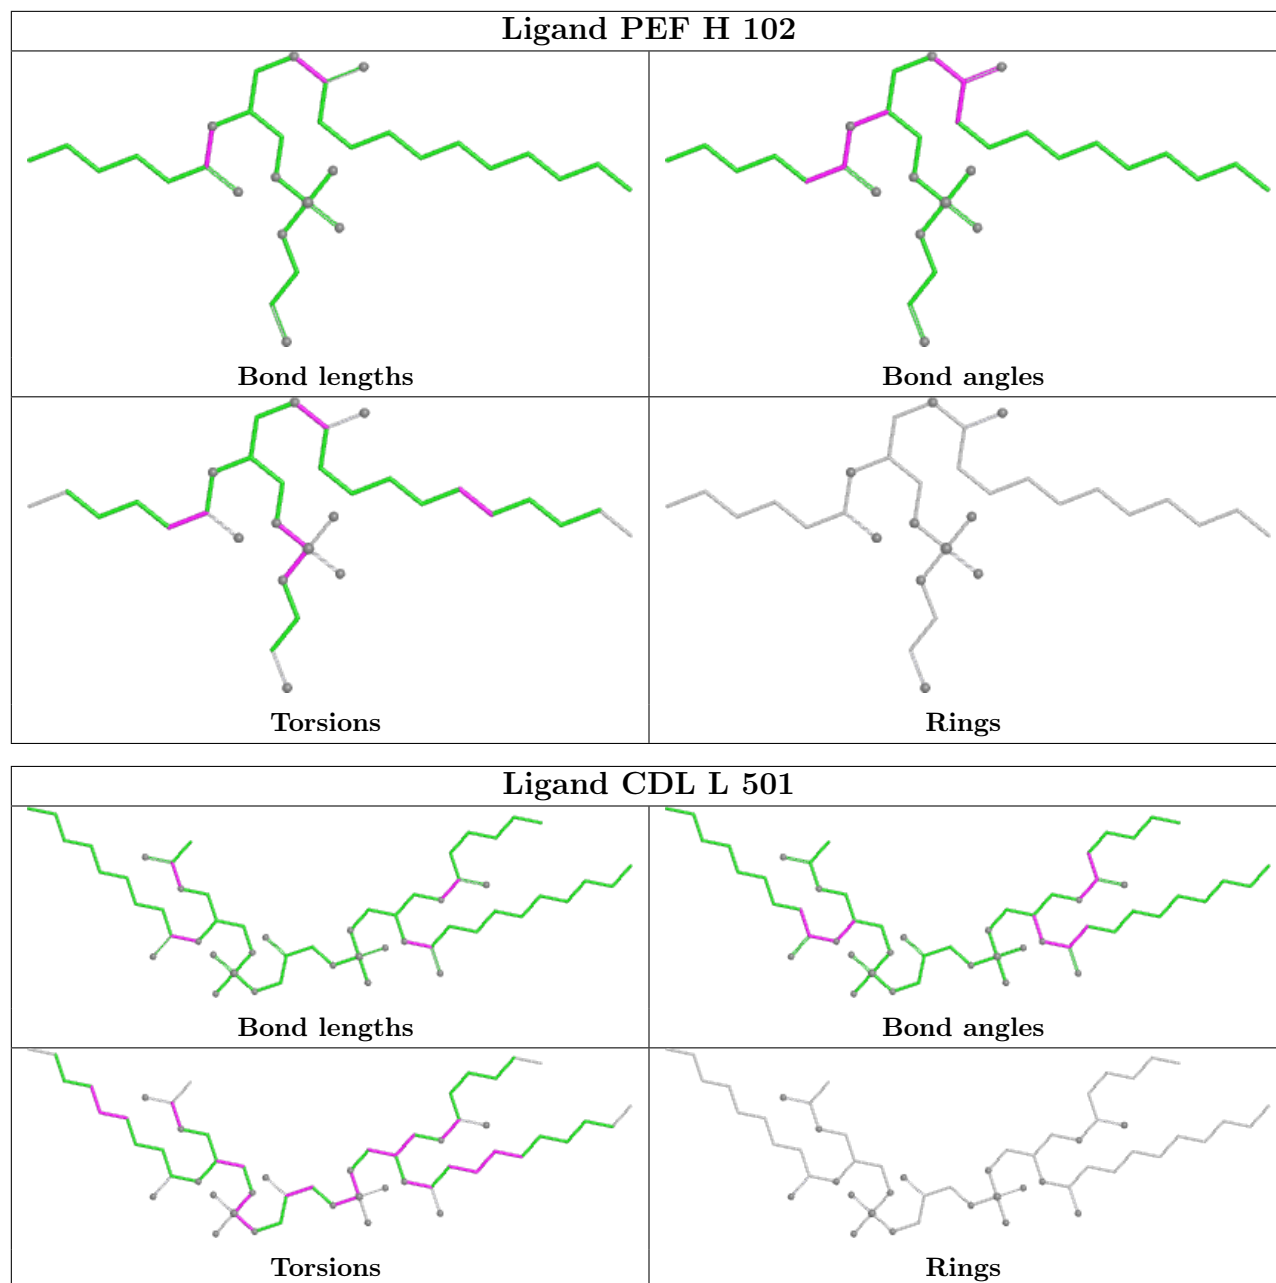 Ligand PEF H 102
Bond lengths
Bond angles
Torsions
Rings
Ligand CDL L 501
Bond lengths
Bond angles
Torsions
Rings